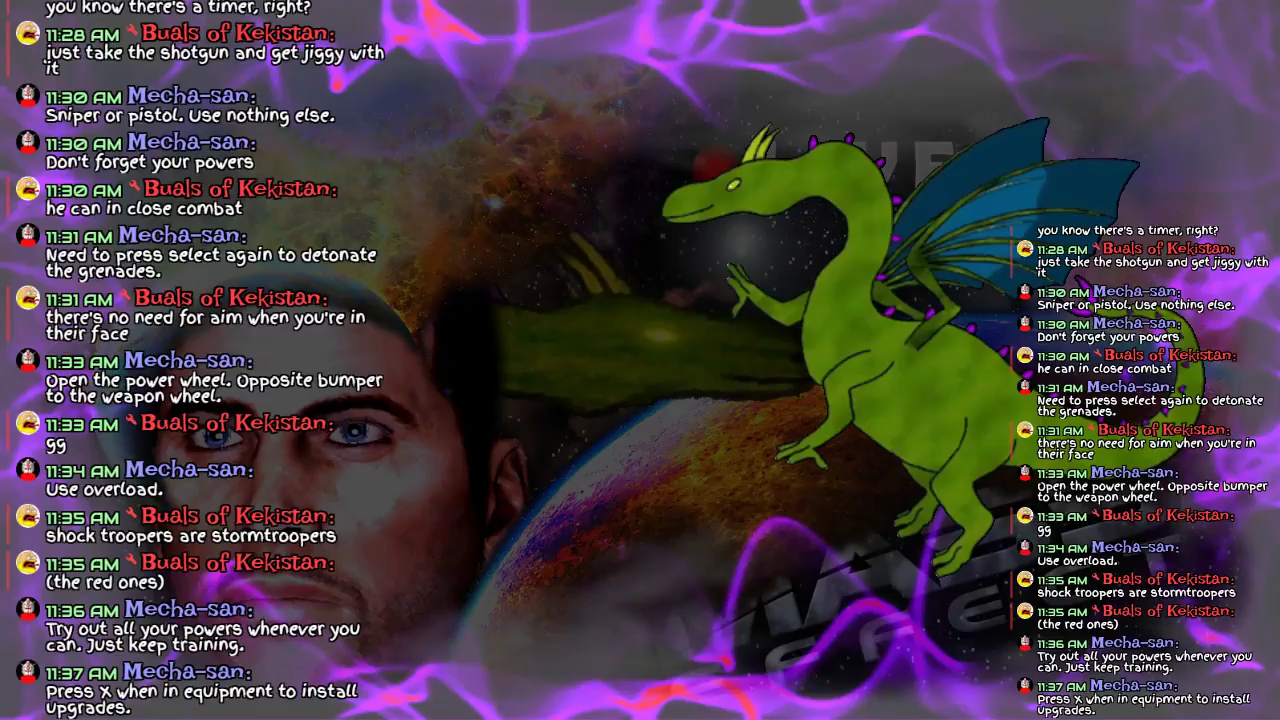 you know there's a timer, right?
11:28 AM Buals of Kekistan:
just take the shotgun and get jiggy with
it
11:30 AM Mecha-san:
Sniper or pistol. Use nothing else.
11:30 AM Mecha-san:
Don't forget your powers
11:30 AM Buals of Kekistan:
he can in close combat
11:31 AM Mecha-san:
Need to press select again to detonate
the grenades.
11:31 AM Buals of Kekistan:
there's no need for aim when you're in
their face
11:33 AM Mecha-san:
Open the power wheel. Opposite bumper
to the weapon wheel.
11:33 AM Buals of Kekistan:
gg
11:34 AM Mecha-san:
Use overload.
11:35 AM Buals of Kekistan:
shock troopers are stormtroopers
11:35 AM Buals of Kekistan:
(the red ones)
11:36 AM Mecha-san:
Try out all your powers whenever you
can. Just keep training.
11:37 AM Mecha-san:
Press X when in equipment to install
upgrades.
LIVE
you know there's a timer, right?
11:28 AM Buals of Kekistan:
just take the shotgun and get jiggy with
it
11:30 AM Mecha-san:
Sniper or pistol. Use nothing else.
11:30 AM Mecha-san:
Don't forget your powers
11:30 AM Buals of Kekistan:
he can in close combat
11:31 AM Mecha-san:
Need to press select again to detonate
the grenades.
11:31 AM Buals of Kekistan:
there's no need for aim when you're in
their face
11:33 AM Mecha-san:
Open the power wheel. Opposite bumper
to the weapon wheel.
11:33 AM Buals of Kekistan:
gg
11:34 AM Mecha-san:
Use overload.
11:35 AM Buals of Kekistan:
shock troopers are stormtroopers
11:35 AM Buals of Kekistan:
(the red ones)
11:36 AM Mecha-san:
Try out all your powers whenever you
can. Just keep training.
11:37 AM Mecha-san:
Press X when in equipment to install
upgrades.